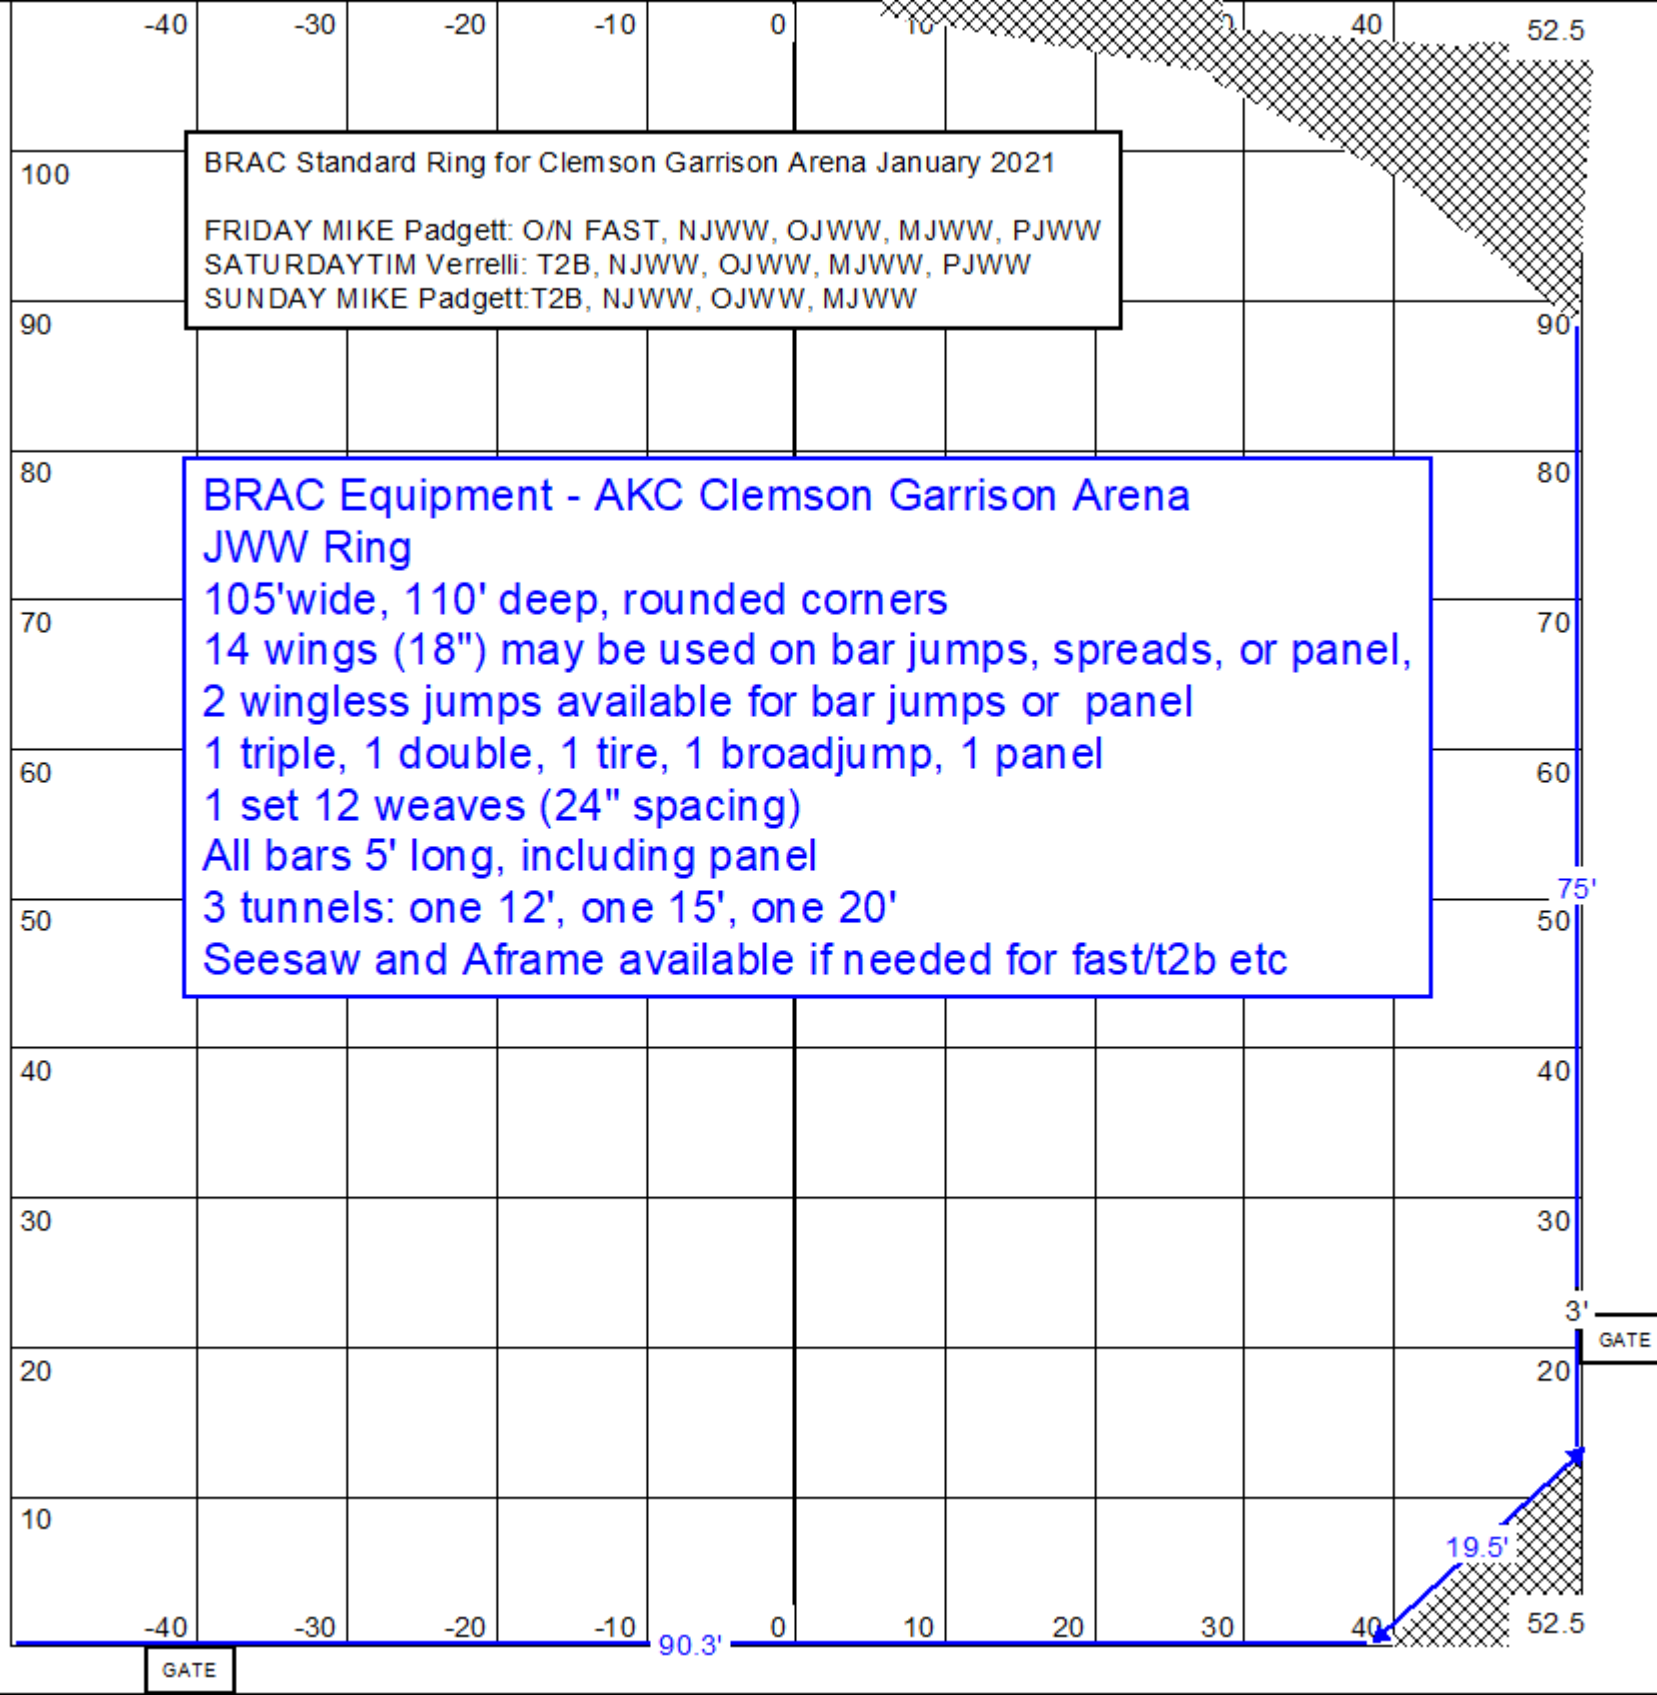 -40 -30 -20 -10 0 10 0 40 52.5
100
BRAC Standard Ring for Clemson Garrison Arena January 2021
FRIDAY MIKE Padgett: O/N FAST, NJWW, OJWW, MJWW, PJWW
SATURDAYTIM Verrelli: T2B, NJWW, OJWW, MJWW, PJWW
SUNDAY MIKE Padgett:T2B, NJWW, OJWW, MJWW
90 90
80 80
BRAC Equipment - AKC Clemson Garrison Arena
JWW Ring
105'wide, 110' deep, rounded corners
14 wings (18") may be used on bar jumps, spreads, or panel,
2 wingless jumps available for bar jumps or panel
1 triple, 1 double, 1 tire, 1 broadjump, 1 panel
1 set 12 weaves (24" spacing)
All bars 5' long, including panel
3 tunnels: one 12', one 15', one 20'
Seesaw and Aframe available if needed for fast/t2b etc
70 70
60 60
75'
50 50
40 40
30 30
3'
GATE
20 20
10
19.5'
-40 -30 -20 -10 0 10 20 30 40 52.5
90.3'
GATE